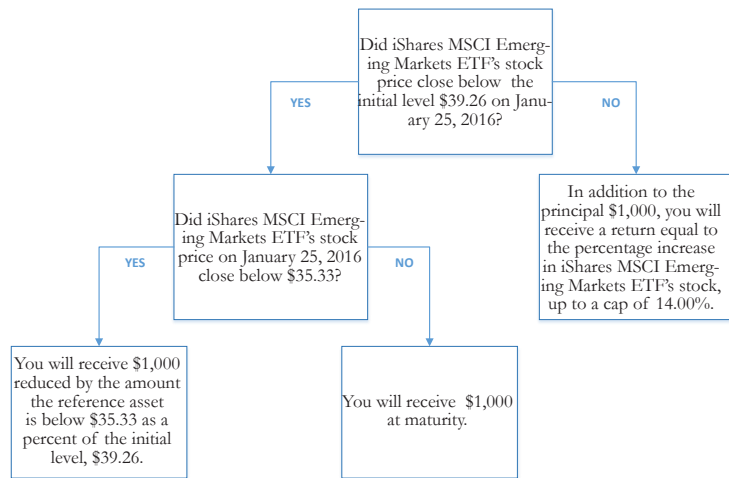 Did iShares MSCI Emerg-
ing Markets ETF's stock
price close below the
initial level $39.26 on Jan-
uary 25, 2016?
YES
NO
Did iShares MSCI Emerg-
ing Markets ETF's stock
price on January 25, 2016
close below $35.33?
In addition to the
principal $1,000, you will
receive a return equal to
the percentage increase
in iShares MSCI Emerg-
ing Markets ETF's stock,
up to a cap of 14.00%.
YES
NO
You will receive $1,000
reduced by the amount
the reference asset
is below $35.33 as a
percent of the initial
level, $39.26.
You will receive $1,000
at maturity.